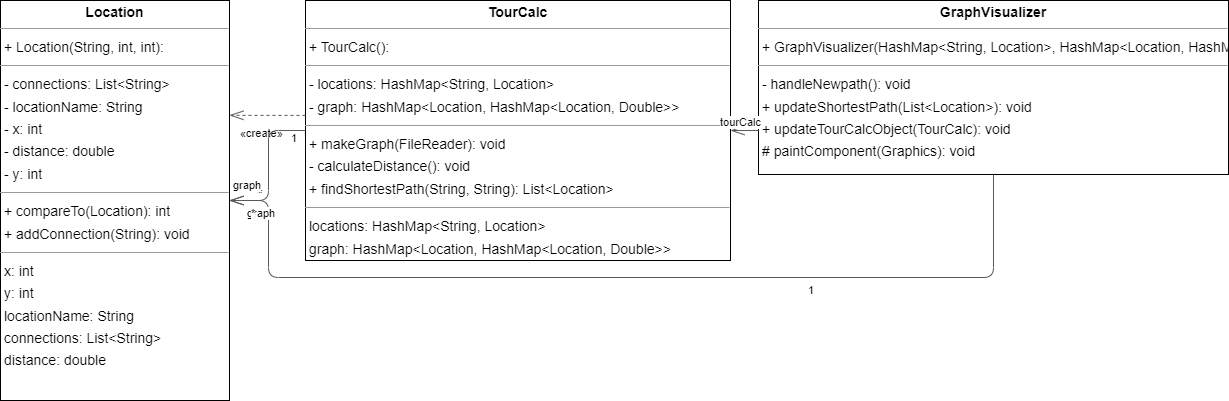 Location
+ Location(String, int, int):
- connections: List<String>
- locationName: String
- x: int
- distance: double
- y: int
+ compareTo(Location): int
+ addConnection(String): void
x: int
y: int
locationName: String
connections: List<String>
distance: double
«create»
1
graph
TourCalc
+ TourCalc():
- locations: HashMap<String, Location>
- graph: HashMap<Location, HashMap<Location, Double>>
+ makeGraph(FileReader): void
- calculateDistance(): void
+ findShortestPath(String, String): List<Location>
locations: HashMap<String, Location>
graph: HashMap<Location, HashMap<Location, Double>>
tourCalc
1
GraphVisualizer
+ GraphVisualizer(HashMap<String, Location>, HashMap<Location, HashM
- handleNewpath(): void
+ updateShortestPath(List<Location>): void
+ updateTourCalcObject(TourCalc): void
# paintComponent(Graphics): void